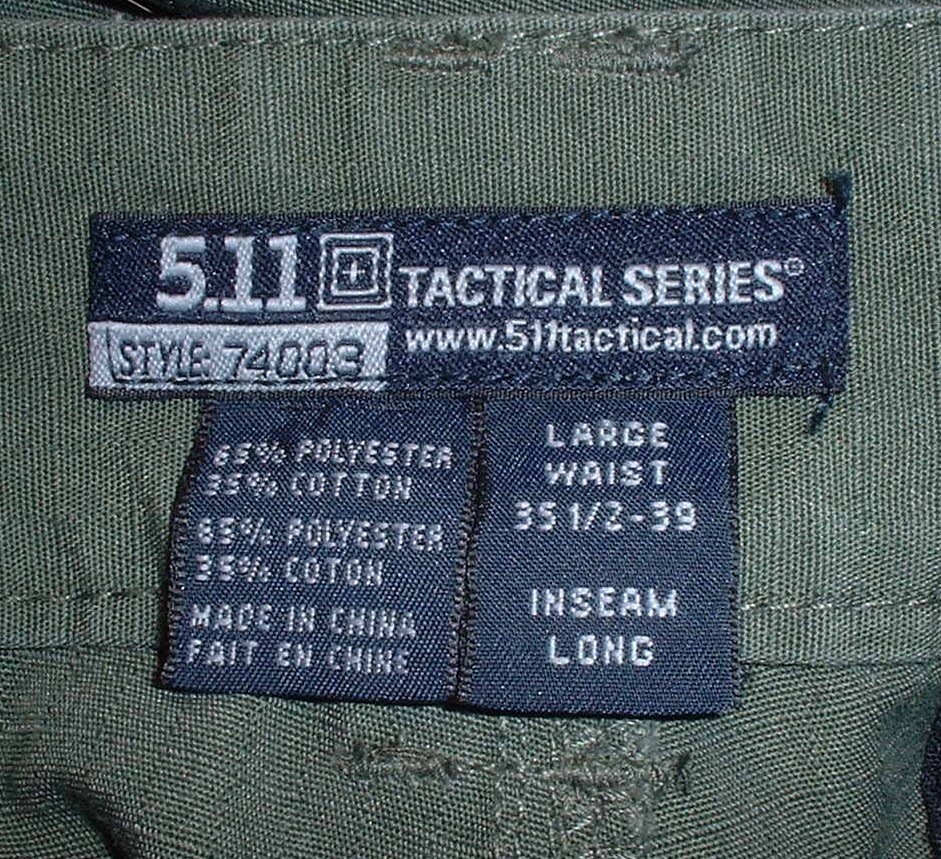 5.11 TACTICAL SERIES®
www.511tactical.com
STYLE: 74003
65% POLYESTER
35% COTTON
65% POLYESTER
35% COTON
MADE IN CHINA
FAIT EN CHINE
LARGE
WAIST
35 1/2-39
INSEAM
LONG